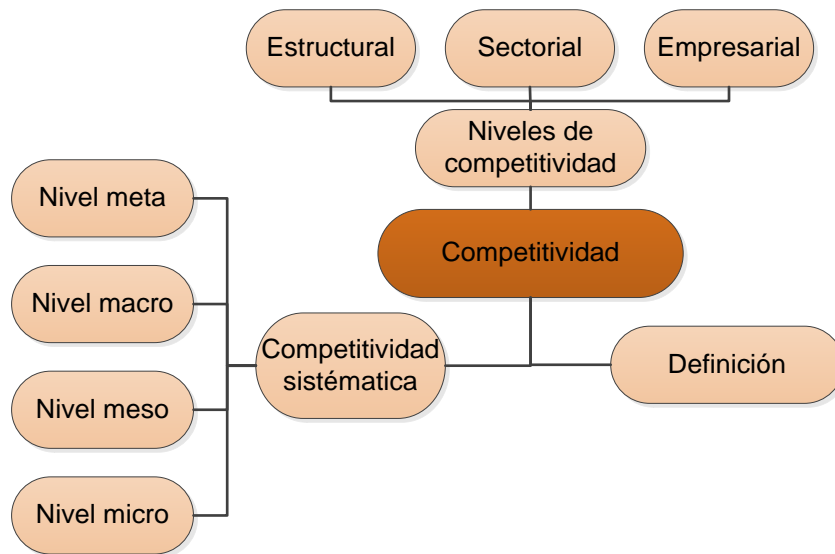 Estructural
Sectorial
Empresarial
Niveles de
competitividad
Competitividad
Nivel meta
Nivel macro
Nivel meso
Nivel micro
Competitividad
sistématica
Definición